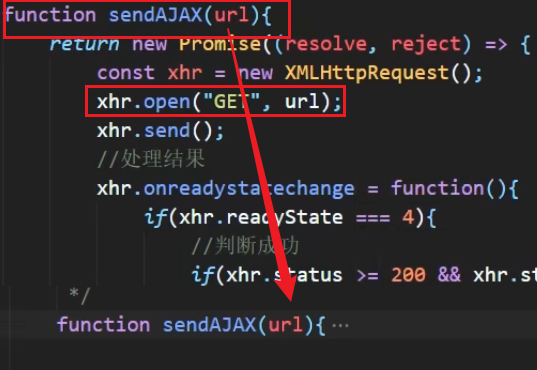 function sendAJAX(url){
return new Promise((resolve, reject) => {
const xhr = new XMLHttpRequest();
xhr.open("GET", url);
xhr.send();
//处理结果
xhr.onreadystatechange = function(){
if(xhr.readyState === 4){
//判断成功
if(xhr.status >= 200 && xhr.st
*/
function sendAJAX(url){···